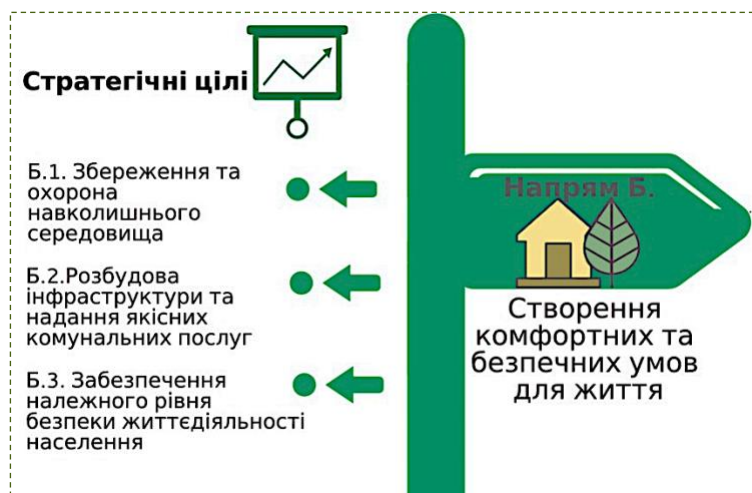 Стратегічні цілі
Б.1. Збереження та
охорона
навколишнього
середовища
Б.2.Розбудова
інфраструктури та
надання якісних
комунальних послуг
Б.3. Забезпечення
належного рівня
безпеки життєдіяльності
населення
Напрям Б.
Створення
комфортних та
безпечних умов
для життя